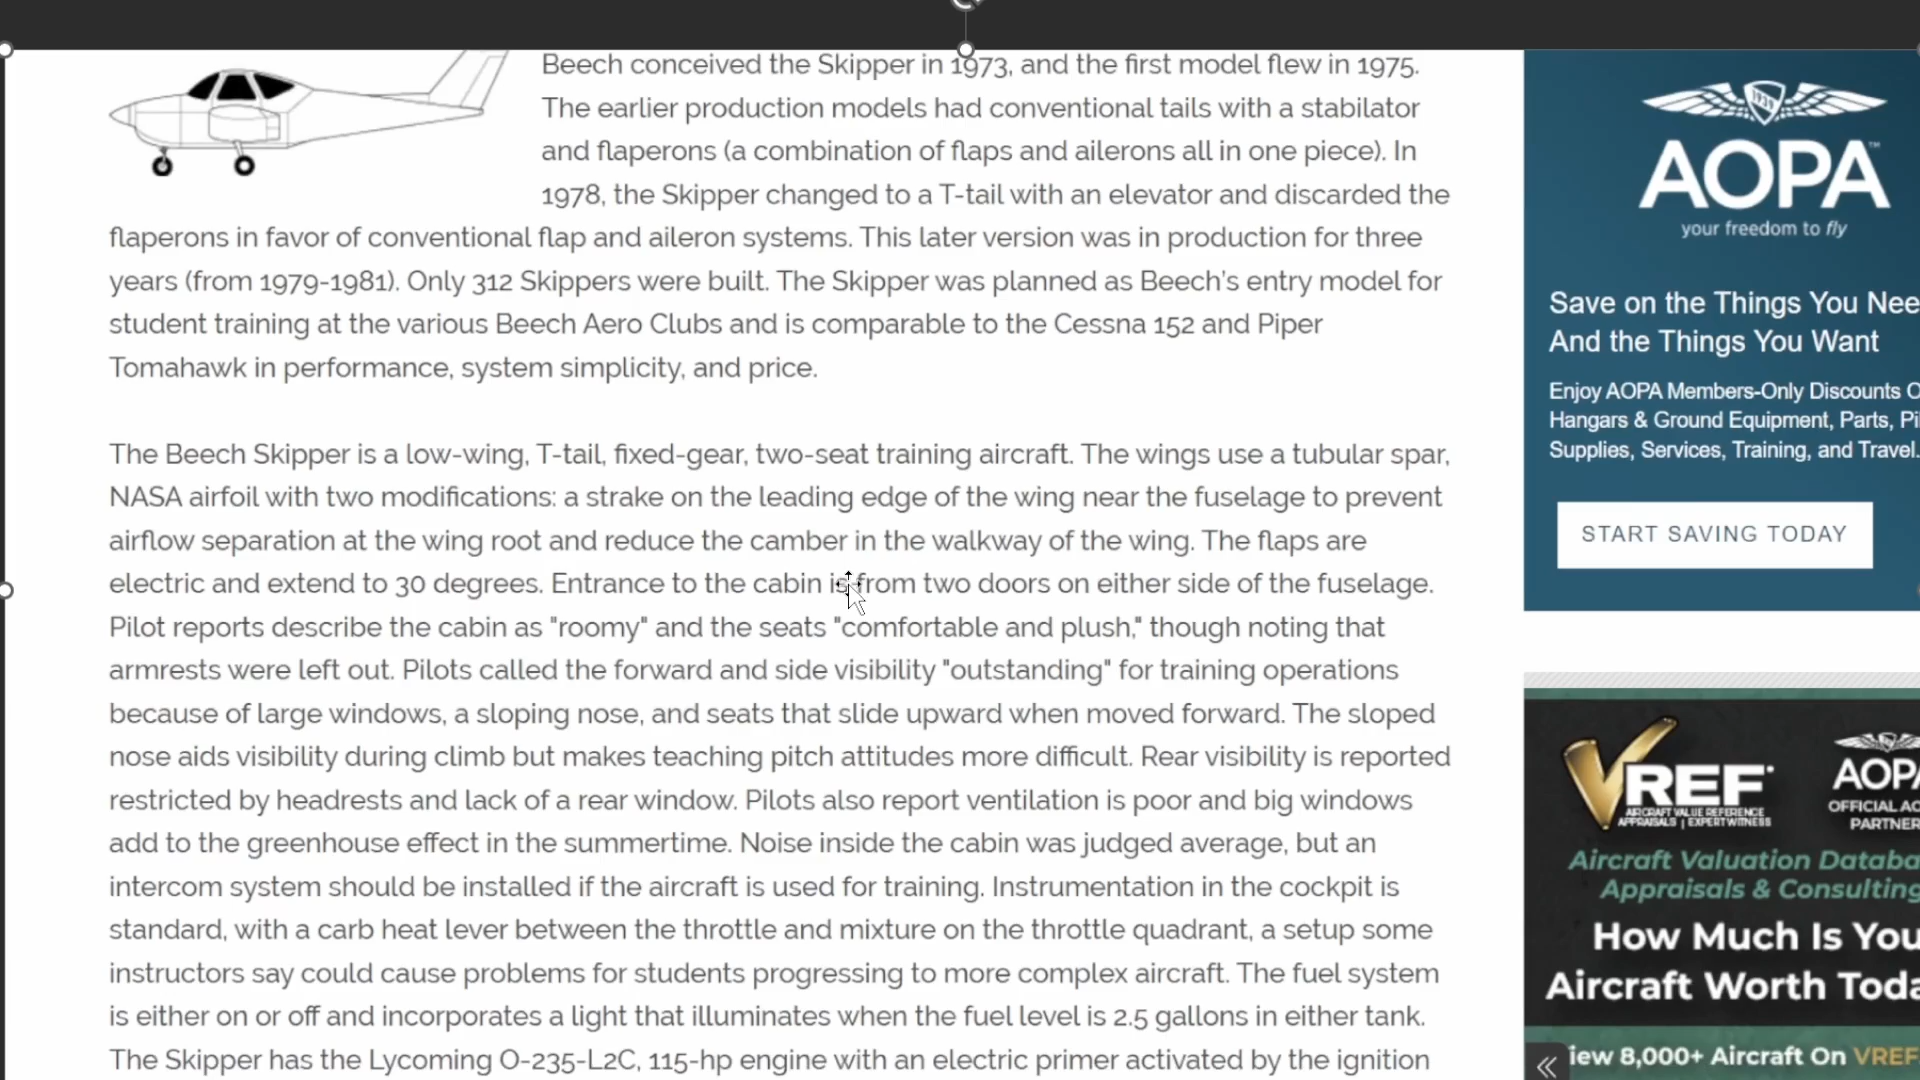 Beech conceived the Skipper in 1973, and the first model flew in 1975.
The earlier production models had conventional tails with a stabilator
and flaperons (a combination of flaps and ailerons all in one piece). In
1978, the Skipper changed to a T-tail with an elevator and discarded the
flaperons in favor of conventional flap and aileron systems. This later version was in production for three
years (from 1979-1981). Only 312 Skippers were built. The Skipper was planned as Beech’s entry model for
student training at the various Beech Aero Clubs and is comparable to the Cessna 152 and Piper
Tomahawk in performance, system simplicity, and price.
The Beech Skipper is a low-wing, T-tail, fixed-gear, two-seat training aircraft. The wings use a tubular spar,
NASA airfoil with two modifications: a strake on the leading edge of the wing near the fuselage to prevent
airflow separation at the wing root and reduce the camber in the walkway of the wing. The flaps are
electric and extend to 30 degrees. Entrance to the cabin is from two doors on either side of the fuselage.
Pilot reports describe the cabin as "roomy" and the seats "comfortable and plush," though noting that
armrests were left out. Pilots called the forward and side visibility "outstanding" for training operations
because of large windows, a sloping nose, and seats that slide upward when moved forward. The sloped
nose aids visibility during climb but makes teaching pitch attitudes more difficult. Rear visibility is reported
restricted by headrests and lack of a rear window. Pilots also report ventilation is poor and big windows
add to the greenhouse effect in the summertime. Noise inside the cabin was judged average, but an
intercom system should be installed if the aircraft is used for training. Instrumentation in the cockpit is
standard, with a carb heat lever between the throttle and mixture on the throttle quadrant, a setup some
instructors say could cause problems for students progressing to more complex aircraft. The fuel system
is either on or off and incorporates a light that illuminates when the fuel level is 2.5 gallons in either tank.
The Skipper has the Lycoming O-235-L2C, 115-hp engine with an electric primer activated by the ignition
1939
AOPA™
your freedom to fly
Save on the Things You Nee
And the Things You Want
Enjoy AOPA Members-Only Discounts O
Hangars & Ground Equipment, Parts, Pi
Supplies, Services, Training, and Travel.
START SAVING TODAY
VREF
AIRCRAFT VALUE REFERENCE
APPRAISALS | EXPERT WITNESS
AOPA
OFFICIAL AC
PARTNER
Aircraft Valuation Databa
Appraisals & Consulting
How Much Is You
Aircraft Worth Toda
iew 8,000+ Aircraft On VREF